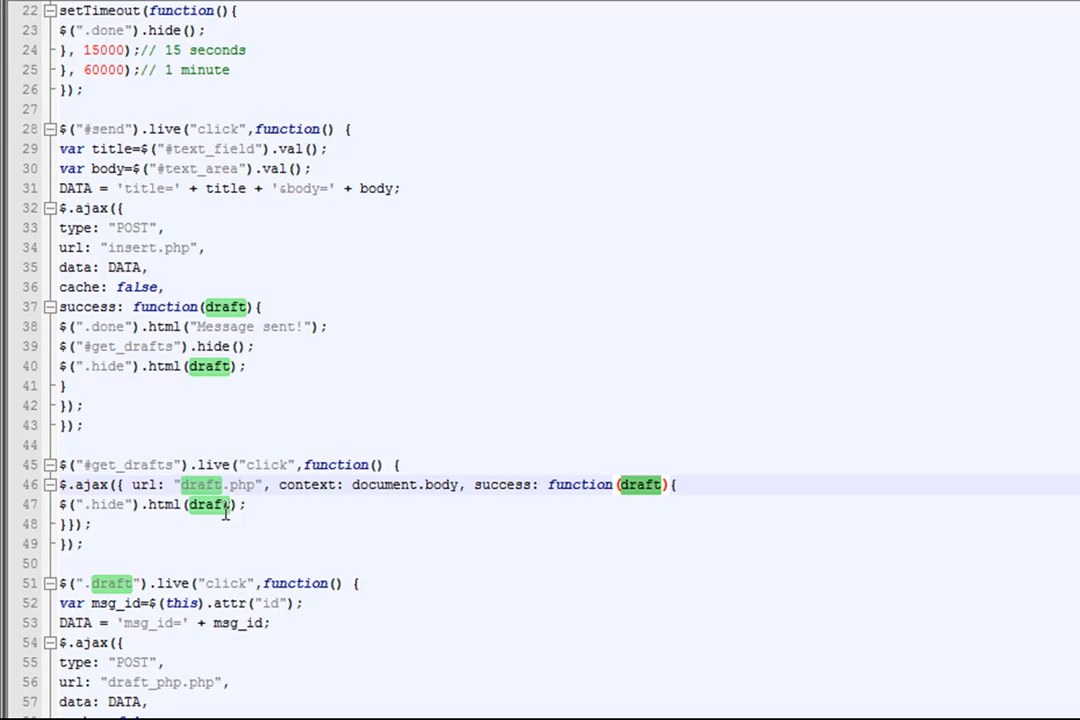 22 setTimeout(function(){
23 $(".done").hide();
24 }, 15000);// 15 seconds
25 }, 60000);// 1 minute
26 });
27
28 $("#send").live("click",function() {
29 var title=$("#text_field").val();
30 var body=$("#text_area").val();
31 DATA = 'title=' + title + '&body=' + body;
32 $.ajax({
33 type: "POST",
34 url: "insert.php",
35 data: DATA,
36 cache: false,
37 success: function(draft){
38 $(".done").html("Message sent!");
39 $("#get_drafts").hide();
40 $(".hide").html(draft);
41 }
42 });
43 });
44
45 $("#get_drafts").live("click",function() {
46 $.ajax({ url: "draft.php", context: document.body, success: function(draft){
47 $(".hide").html(draft);
48 }});
49 });
50
51 $(".draft").live("click",function() {
52 var msg_id=$(this).attr("id");
53 DATA = 'msg_id=' + msg_id;
54 $.ajax({
55 type: "POST",
56 url: "draft_php.php",
57 data: DATA,